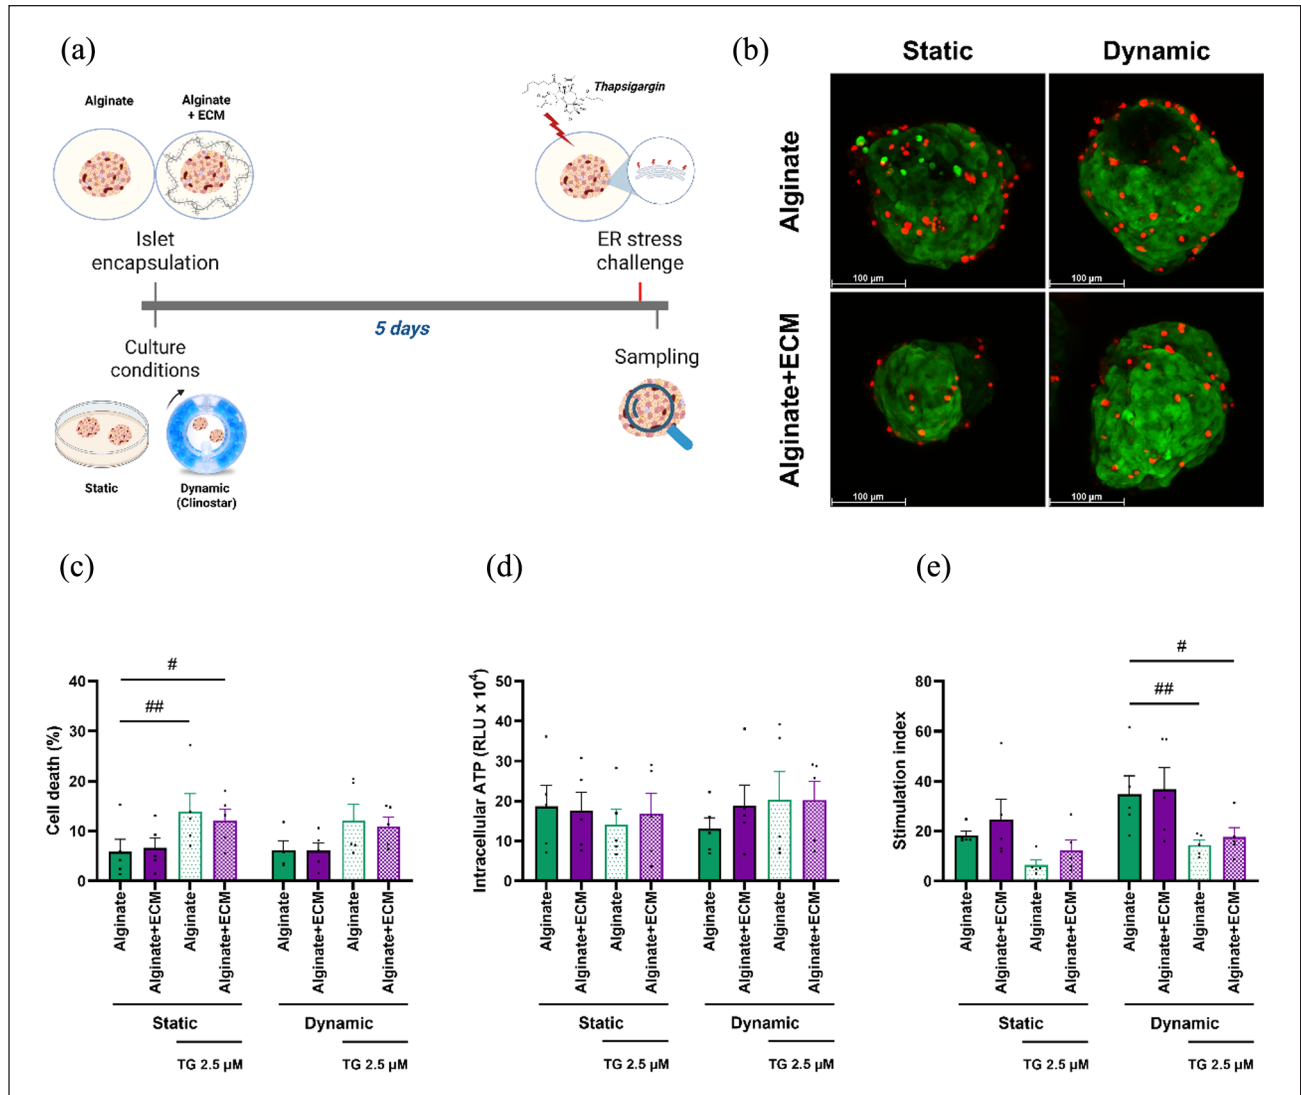 (a)
Alginate
Alginate
+ ECM
Thapsigargin
Islet
encapsulation
ER stress
challenge
5 days
Culture
conditions
Sampling
Static
Dynamic
(Clinostar)
(b)
Static
Dynamic
Alginate
100 µm
100 µm
Alginate+ECM
100 µm
100 µm
(c)
#
##
Cell death (%)
40
30
20
10
0
Alginate
Alginate+ECM
Alginate
Alginate+ECM
Alginate
Alginate+ECM
Alginate
Alginate+ECM
Static
Dynamic
TG 2.5 µM
TG 2.5 µM
(d)
Intracellular ATP (RLU x 10⁴)
50
40
30
20
10
0
Alginate
Alginate+ECM
Alginate
Alginate+ECM
Alginate
Alginate+ECM
Alginate
Alginate+ECM
Static
Dynamic
TG 2.5 µM
TG 2.5 µM
(e)
#
##
Stimulation index
80
60
40
20
0
Alginate
Alginate+ECM
Alginate
Alginate+ECM
Alginate
Alginate+ECM
Alginate
Alginate+ECM
Static
Dynamic
TG 2.5 µM
TG 2.5 µM